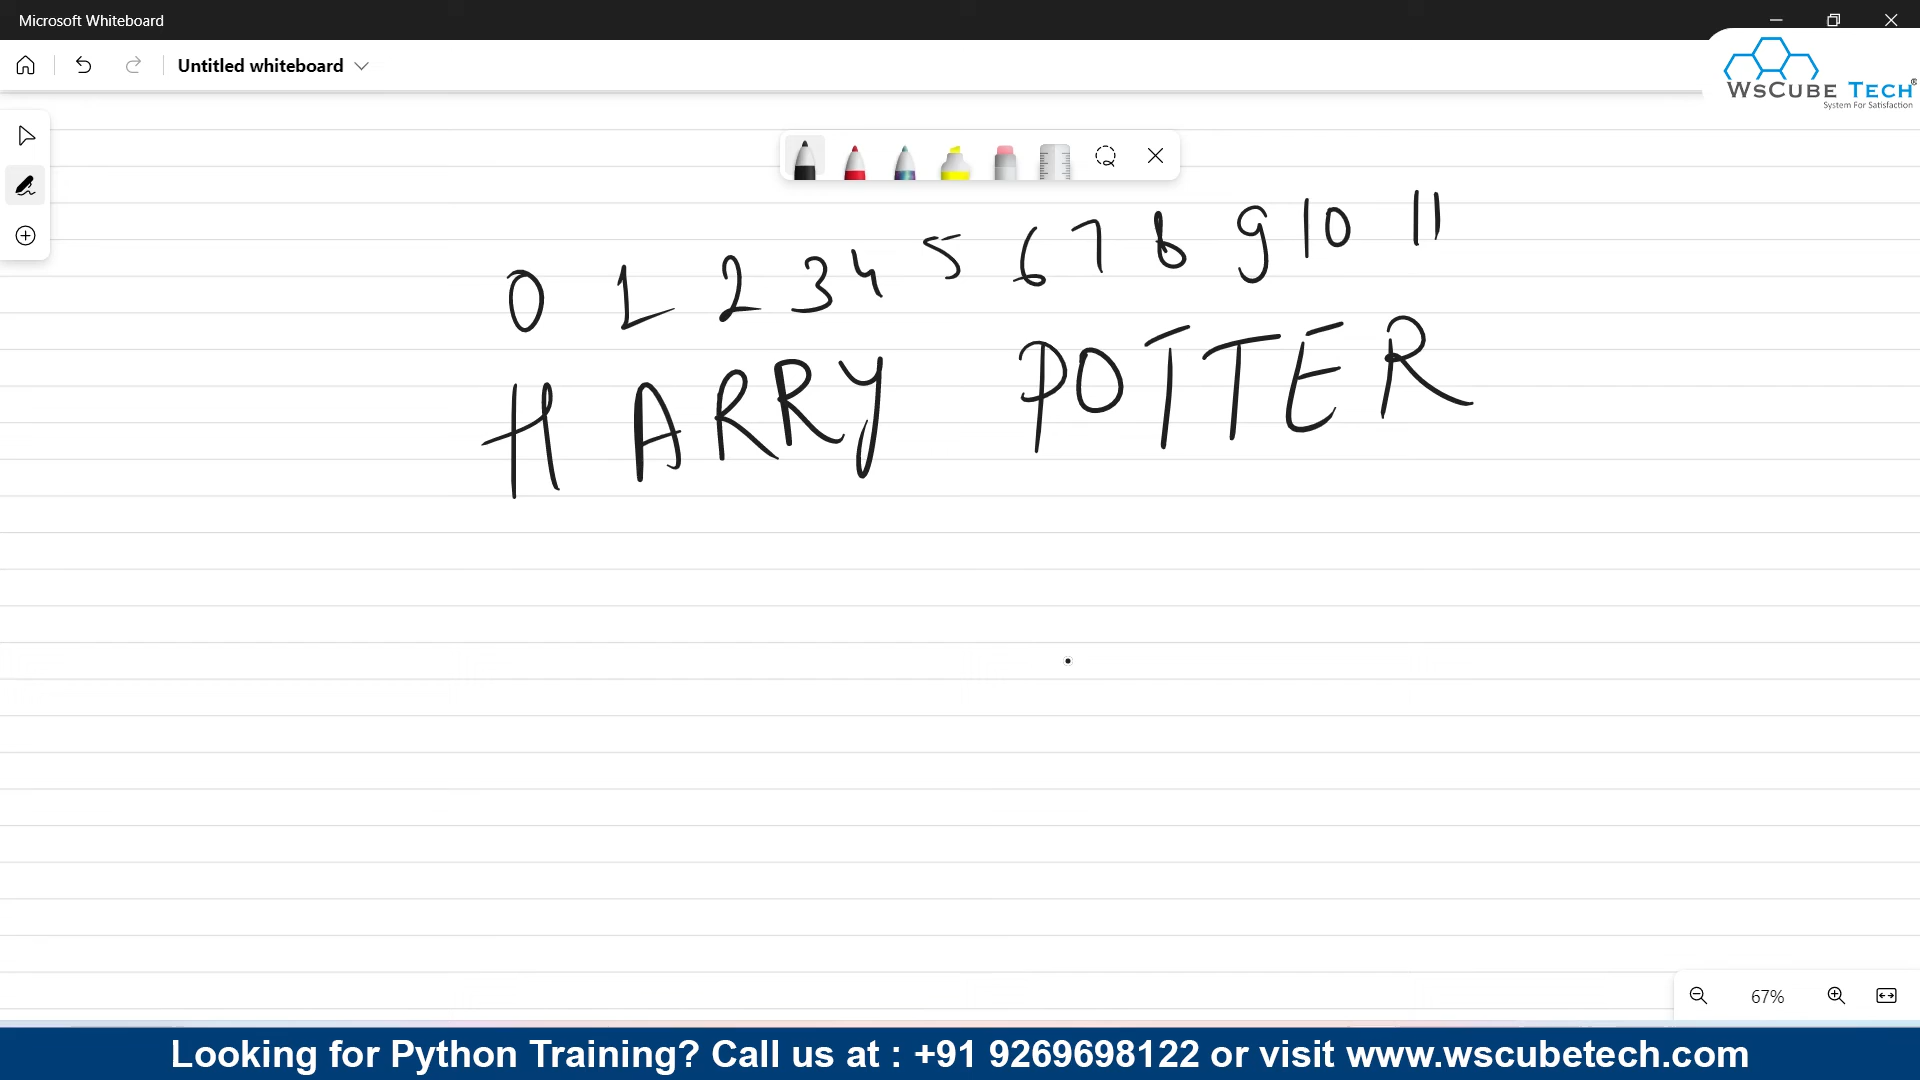 Microsoft Whiteboard
Untitled whiteboard
WsCube Tech®
System For Satisfaction
0 1 2 3 4 5 6 7 8 9 10 11
HARRY POTTER
67%
Looking for Python Training? Call us at : +91 9269698122 or visit www.wscubetech.com